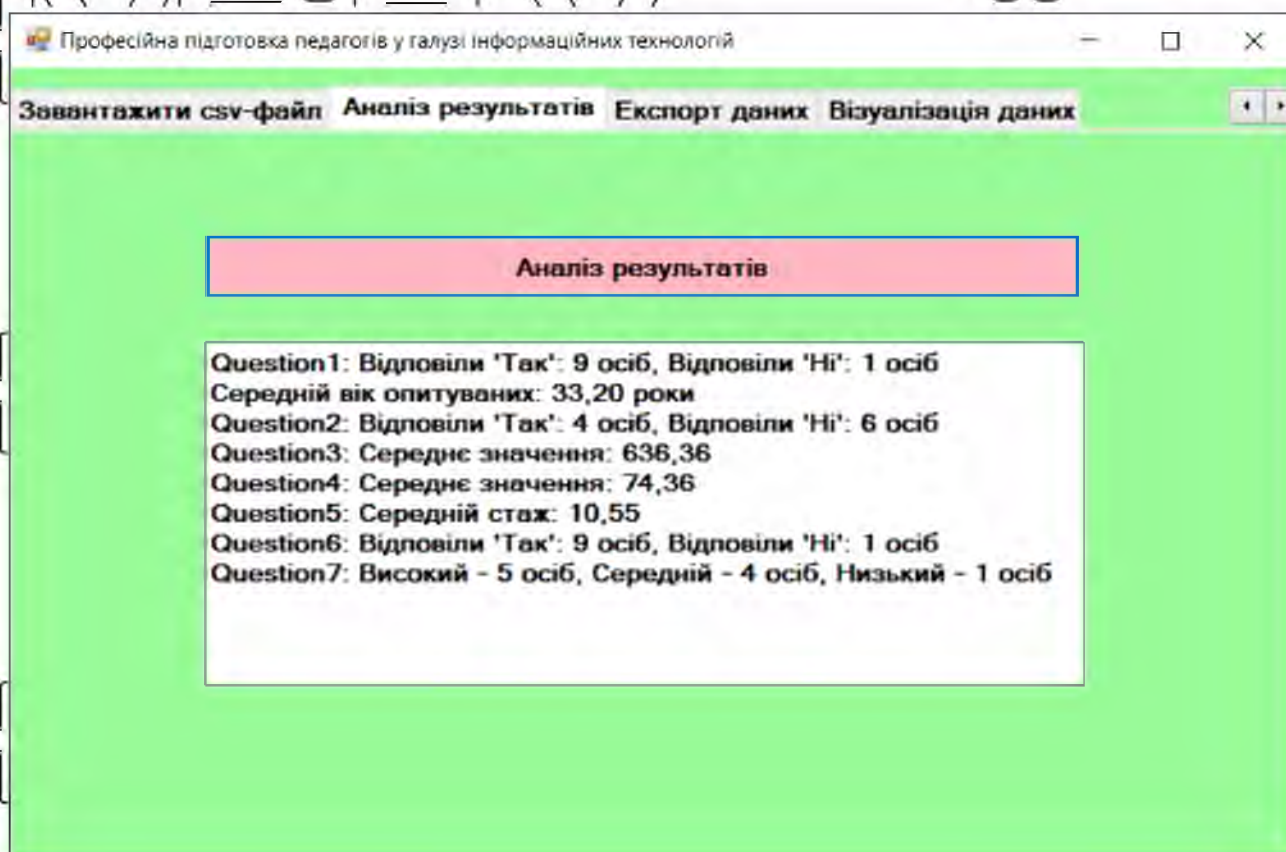 Професійна підготовка педагогів у галузі інформаційних технологій
Завантажити csv-файл Аналіз результатів Експорт даних Візуалізація даних
Аналіз результатів
Question1: Відповіли 'Так': 9 осіб, Відповіли 'Ні': 1 осіб
Середній вік опитуваних: 33,20 роки
Question2: Відповіли 'Так': 4 осіб, Відповіли 'Ні': 6 осіб
Question3: Середнє значення: 636,36
Question4: Середнє значення: 74,36
Question5: Середній стаж: 10,55
Question6: Відповіли 'Так': 9 осіб, Відповіли 'Ні': 1 осіб
Question7: Високий - 5 осіб, Середній - 4 осіб, Низький - 1 осіб